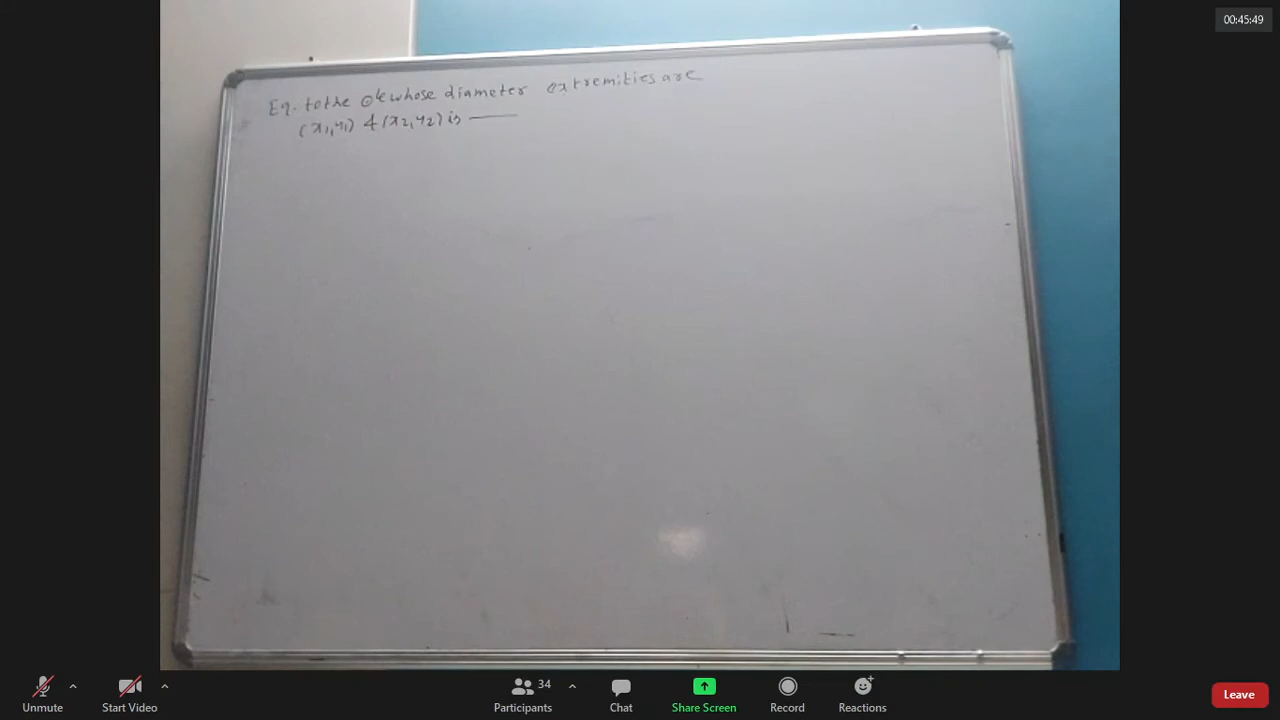 00:45:49
Eq. to the ⊙le whose diameter extremities are
(x1,y1) & (x2,y2) is ———
Unmute
Start Video
34
Participants
Chat
Share Screen
Record
Reactions
Leave